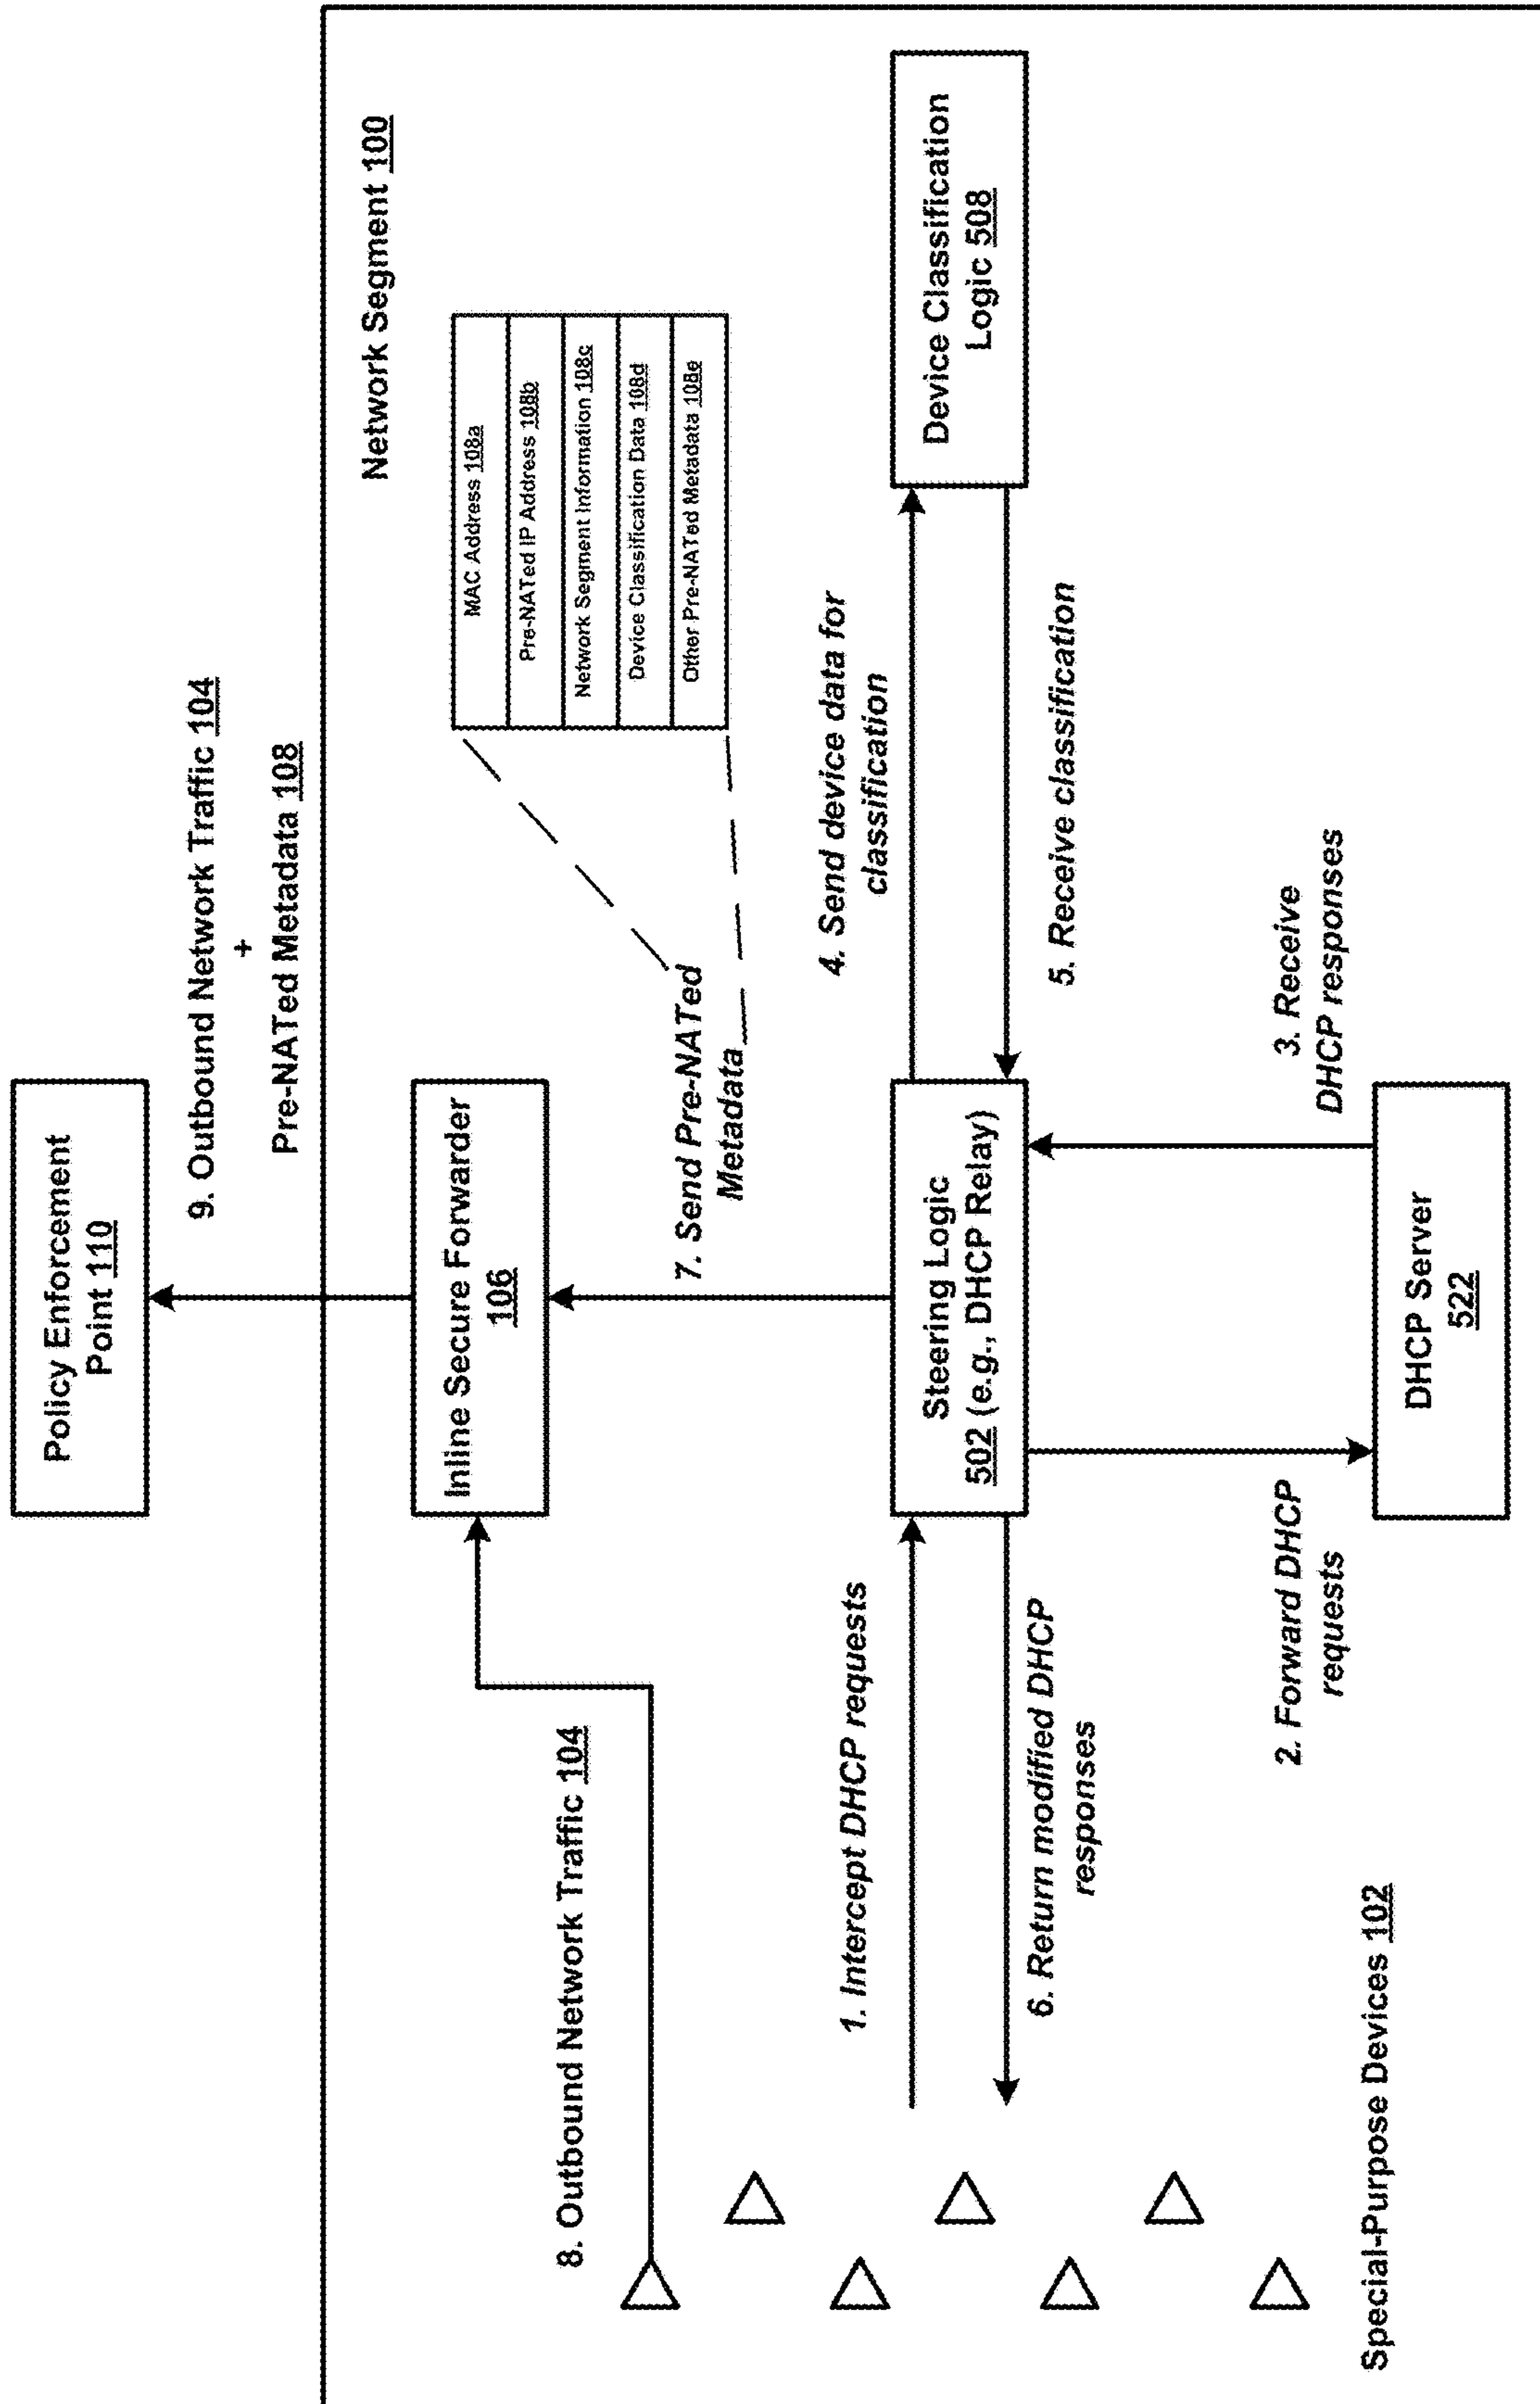 Policy Enforcement
Point 110
9. Outbound Network Traffic 104
+
Pre-NATed Metadata 108
Network Segment 100
Inline Secure Forwarder
106
8. Outbound Network Traffic 104
7. Send Pre-NATed
Metadata
MAC Address 108a
Pre-NATed IP Address 108b
Network Segment Information 108c
Device Classification Data 108d
Other Pre-NATed Metadata 108e
1. Intercept DHCP requests
6. Return modified DHCP
responses
Steering Logic
502 (e.g., DHCP Relay)
4. Send device data for
classification
5. Receive classification
Device Classification
Logic 508
2. Forward DHCP
requests
3. Receive
DHCP responses
DHCP Server
522
Special-Purpose Devices 102